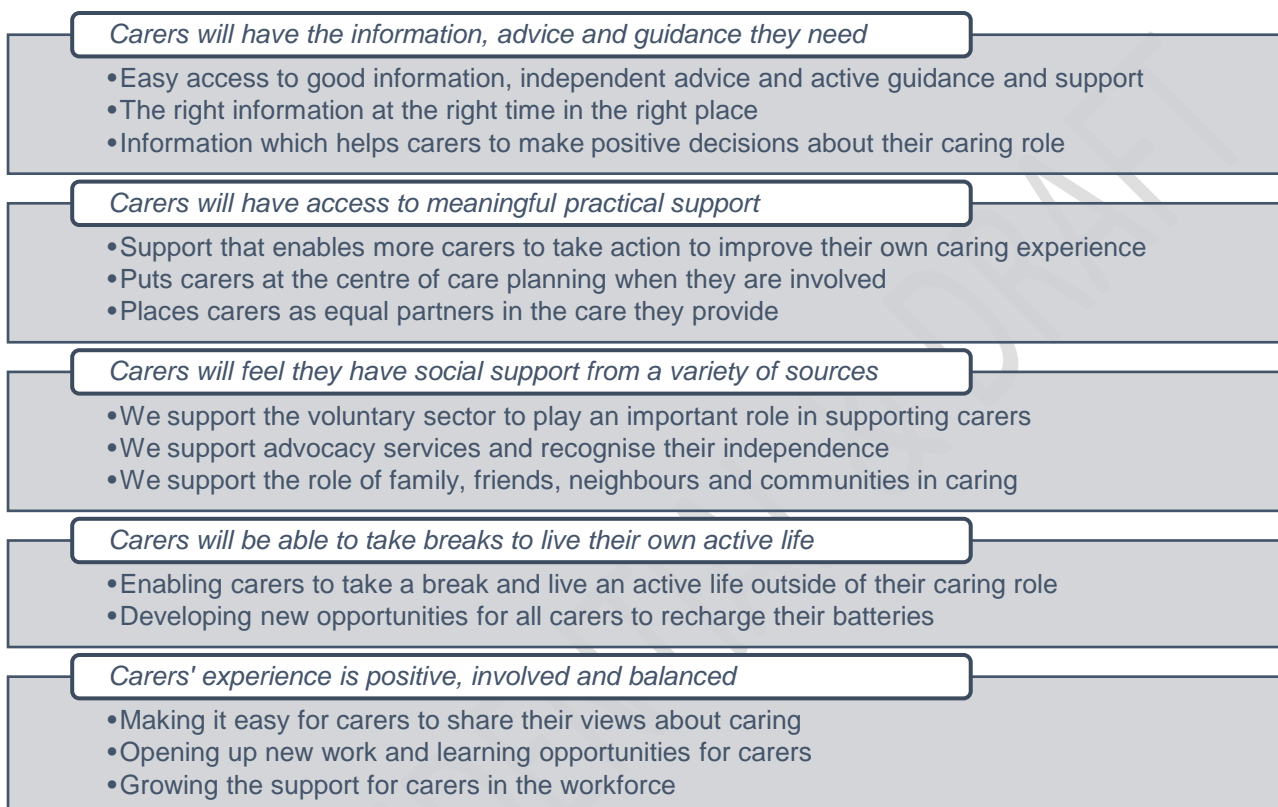 Carers will have the information, advice and guidance they need
•Easy access to good information, independent advice and active guidance and support
•The right information at the right time in the right place
•Information which helps carers to make positive decisions about their caring role
Carers will have access to meaningful practical support
•Support that enables more carers to take action to improve their own caring experience
•Puts carers at the centre of care planning when they are involved
•Places carers as equal partners in the care they provide
Carers will feel they have social support from a variety of sources
•We support the voluntary sector to play an important role in supporting carers
•We support advocacy services and recognise their independence
•We support the role of family, friends, neighbours and communities in caring
Carers will be able to take breaks to live their own active life
•Enabling carers to take a break and live an active life outside of their caring role
•Developing new opportunities for all carers to recharge their batteries
Carers' experience is positive, involved and balanced
•Making it easy for carers to share their views about caring
•Opening up new work and learning opportunities for carers
•Growing the support for carers in the workforce
DRAFT